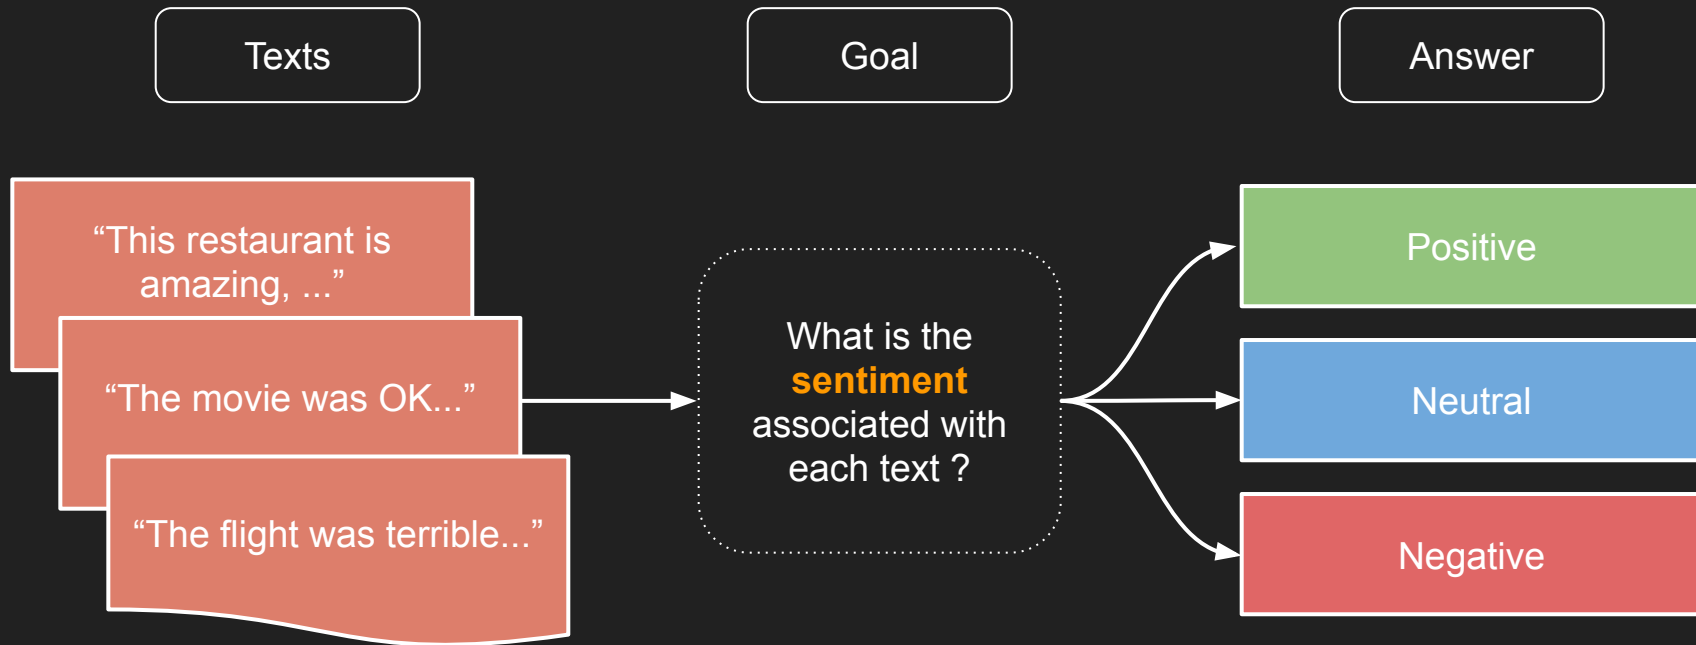 Texts
Goal
Answer
“This restaurant is
amazing, ...”
“The movie was OK...”
“The flight was terrible...”
What is the
sentiment
associated with
each text ?
Positive
Neutral
Negative